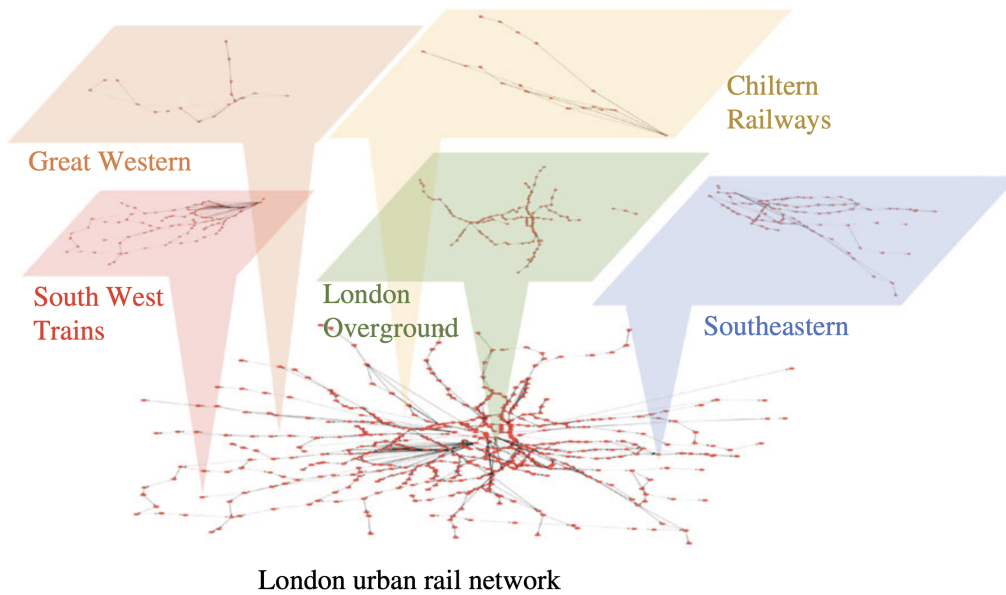 Chiltern
Railways
Great Western
South West
Trains
London
Overground
Southeastern
London urban rail network